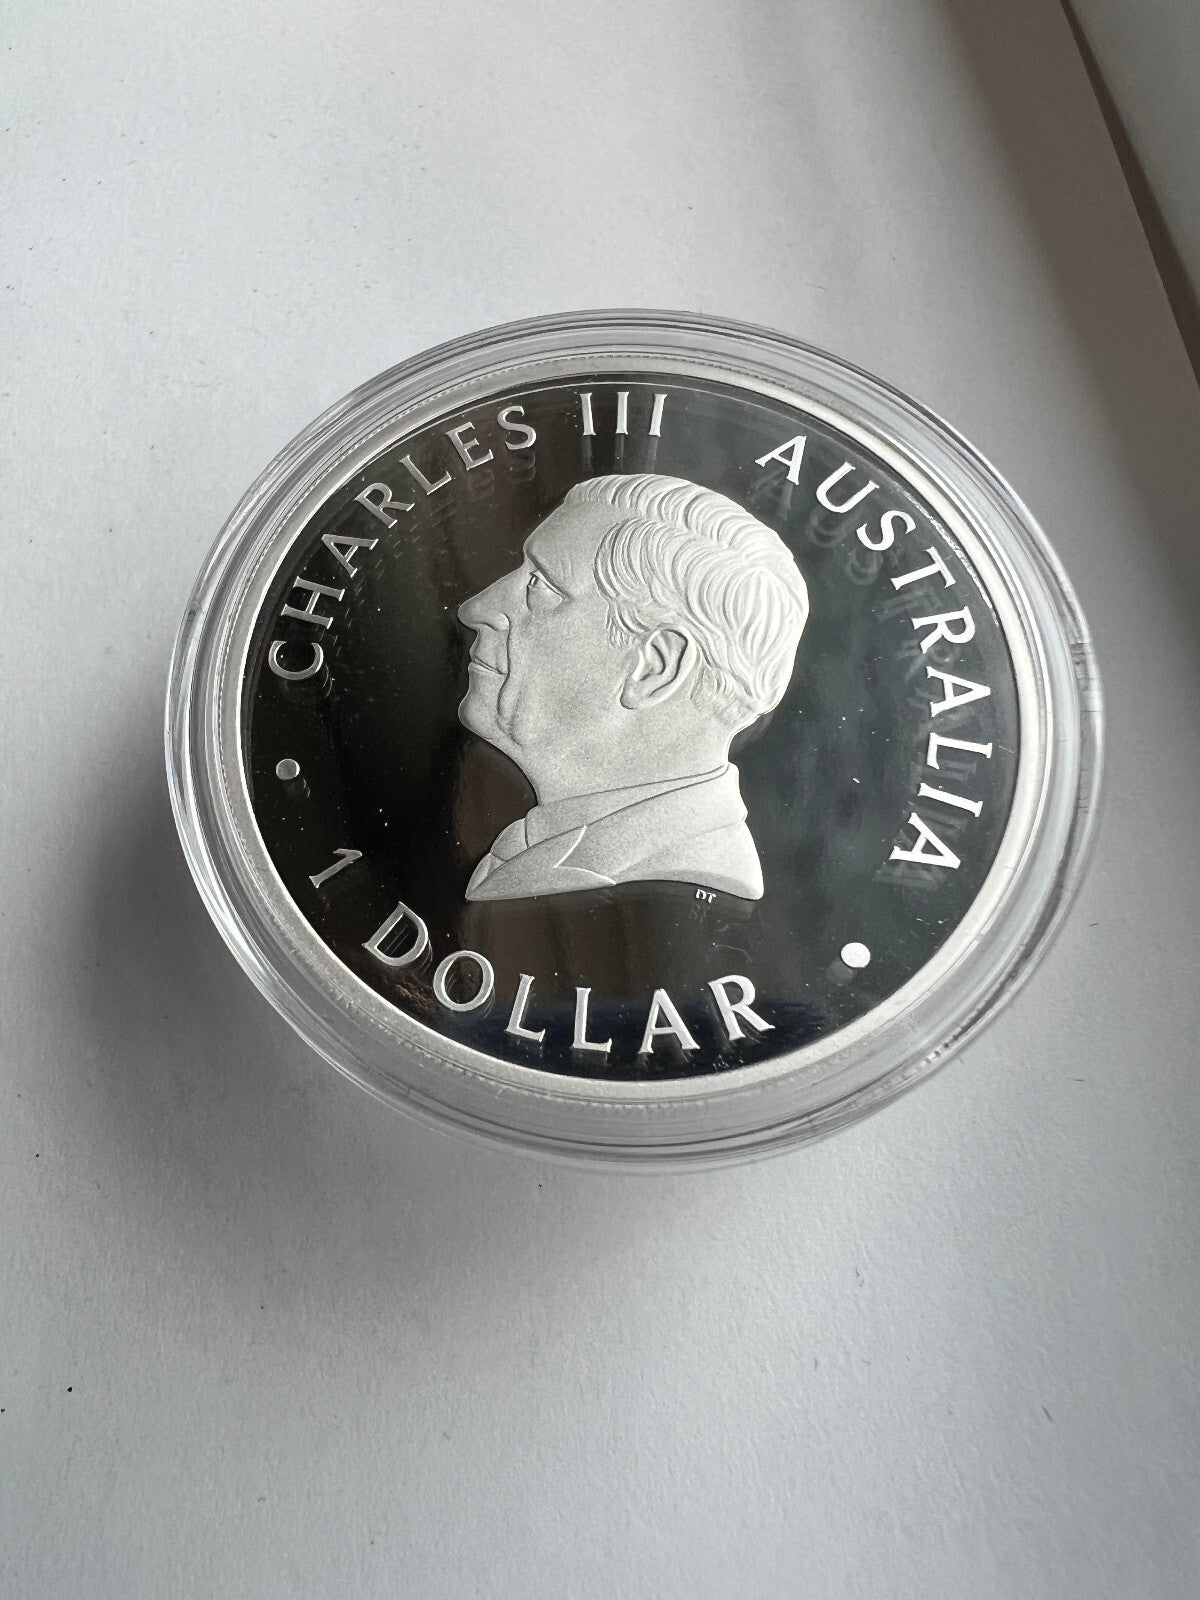 CHARLES III AUSTRALIA
DT
• 1 DOLLAR •